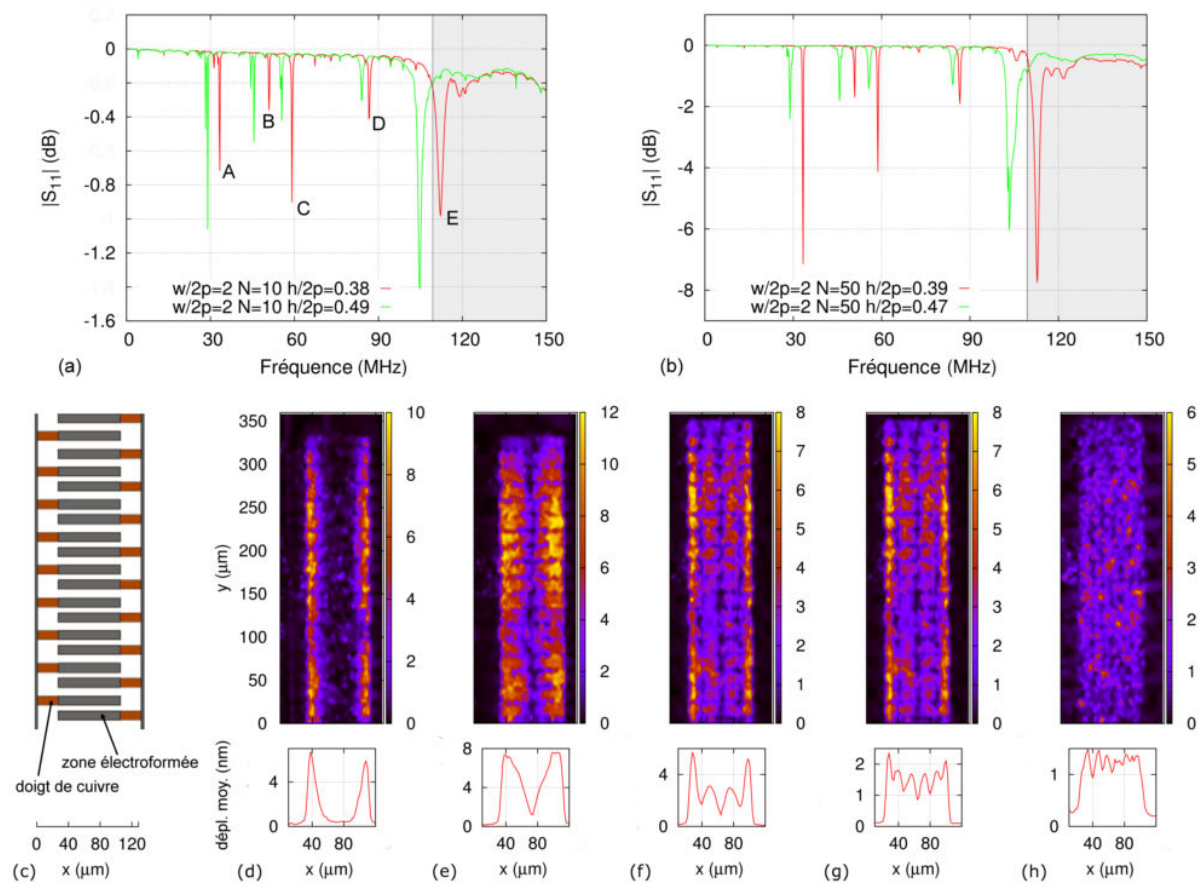 0
-0.2
-0.4
-0.6
-0.8
-1
-1.2
-1.4
-1.6
|S11| (dB)
A
B
C
D
E
w/2p=2 N=10 h/2p=0.38
w/2p=2 N=10 h/2p=0.49
0 30 60 90 120 150
Fréquence (MHz)
(a)
0
-2
-4
-6
-8
|S11| (dB)
w/2p=2 N=50 h/2p=0.39
w/2p=2 N=50 h/2p=0.47
0 30 60 90 120 150
Fréquence (MHz)
(b)
zone électroformée
doigt de cuivre
0 40 80 120
(c) x (μm)
350
300
250
200
150
100
50
0
y (μm)
10
8
6
4
2
0
12
10
8
6
4
2
0
8
7
6
5
4
3
2
1
0
8
7
6
5
4
3
2
1
0
6
5
4
3
2
1
0
dépl. moy. (nm)
4
0
40 80
(d) x (μm)
8
4
0
40 80
(e) x (μm)
4
0
40 80
(f) x (μm)
2
1
0
40 80
(g) x (μm)
1
0
40 80
(h) x (μm)